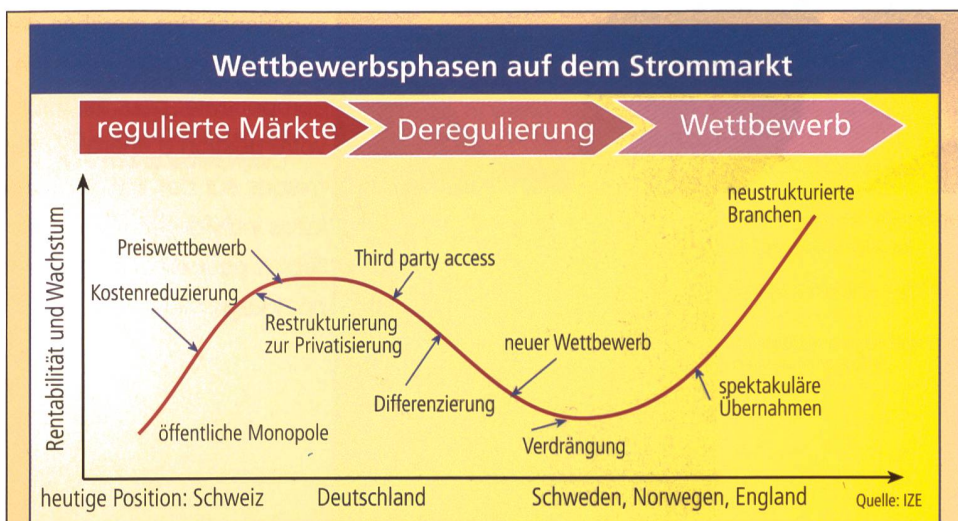 Wettbewerbsphasen auf dem Strommarkt
regulierte Märkte
Deregulierung
Wettbewerb
Rentabilität und Wachstum
neustrukturierte
Branchen
Preiswettbewerb
Third party access
Kostenreduzierung
Restrukturierung
zur Privatisierung
neuer Wettbewerb
Differenzierung
spektakuläre
Übernahmen
öffentliche Monopole
Verdrängung
heutige Position: Schweiz
Deutschland
Schweden, Norwegen, England
Quelle: IZE